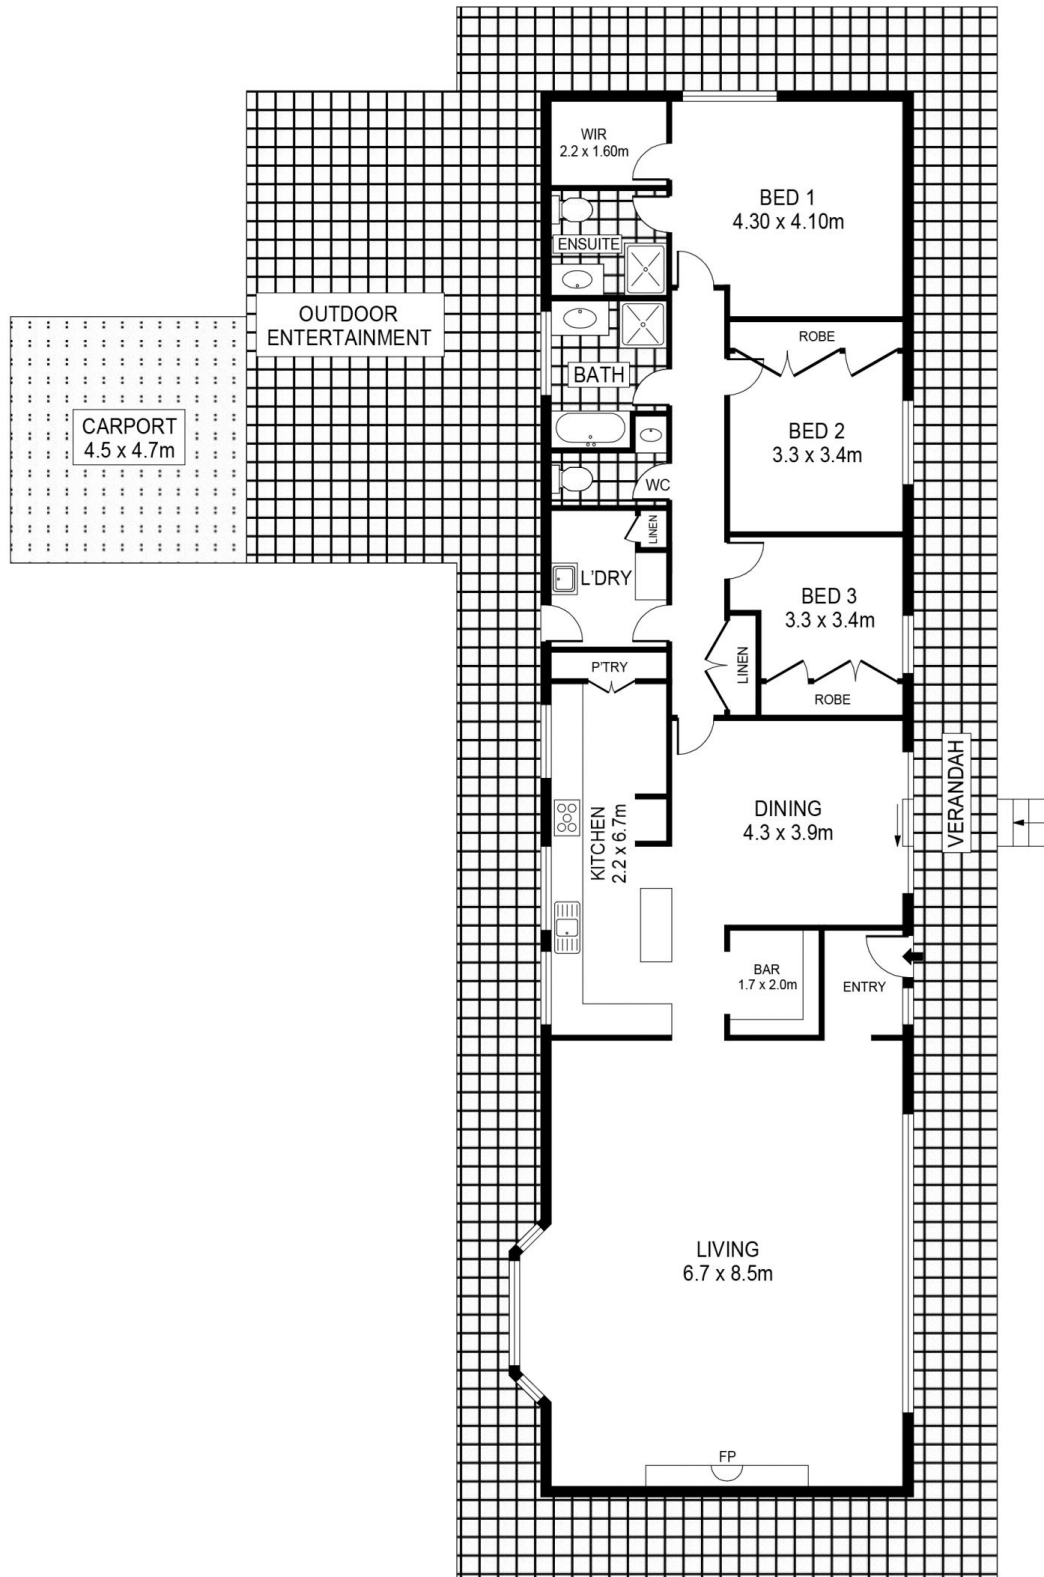 WIR
2.2 x 1.60m
BED 1
4.30 x 4.10m
ENSUITE
OUTDOOR
ENTERTAINMENT
ROBE
BATH
CARPORT
4.5 x 4.7m
BED 2
3.3 x 3.4m
WC
LINEN
L'DRY
BED 3
3.3 x 3.4m
P'TRY
LINEN
ROBE
VERANDAH
DINING
4.3 x 3.9m
KITCHEN
2.2 x 6.7m
BAR
1.7 x 2.0m
ENTRY
LIVING
6.7 x 8.5m
FP